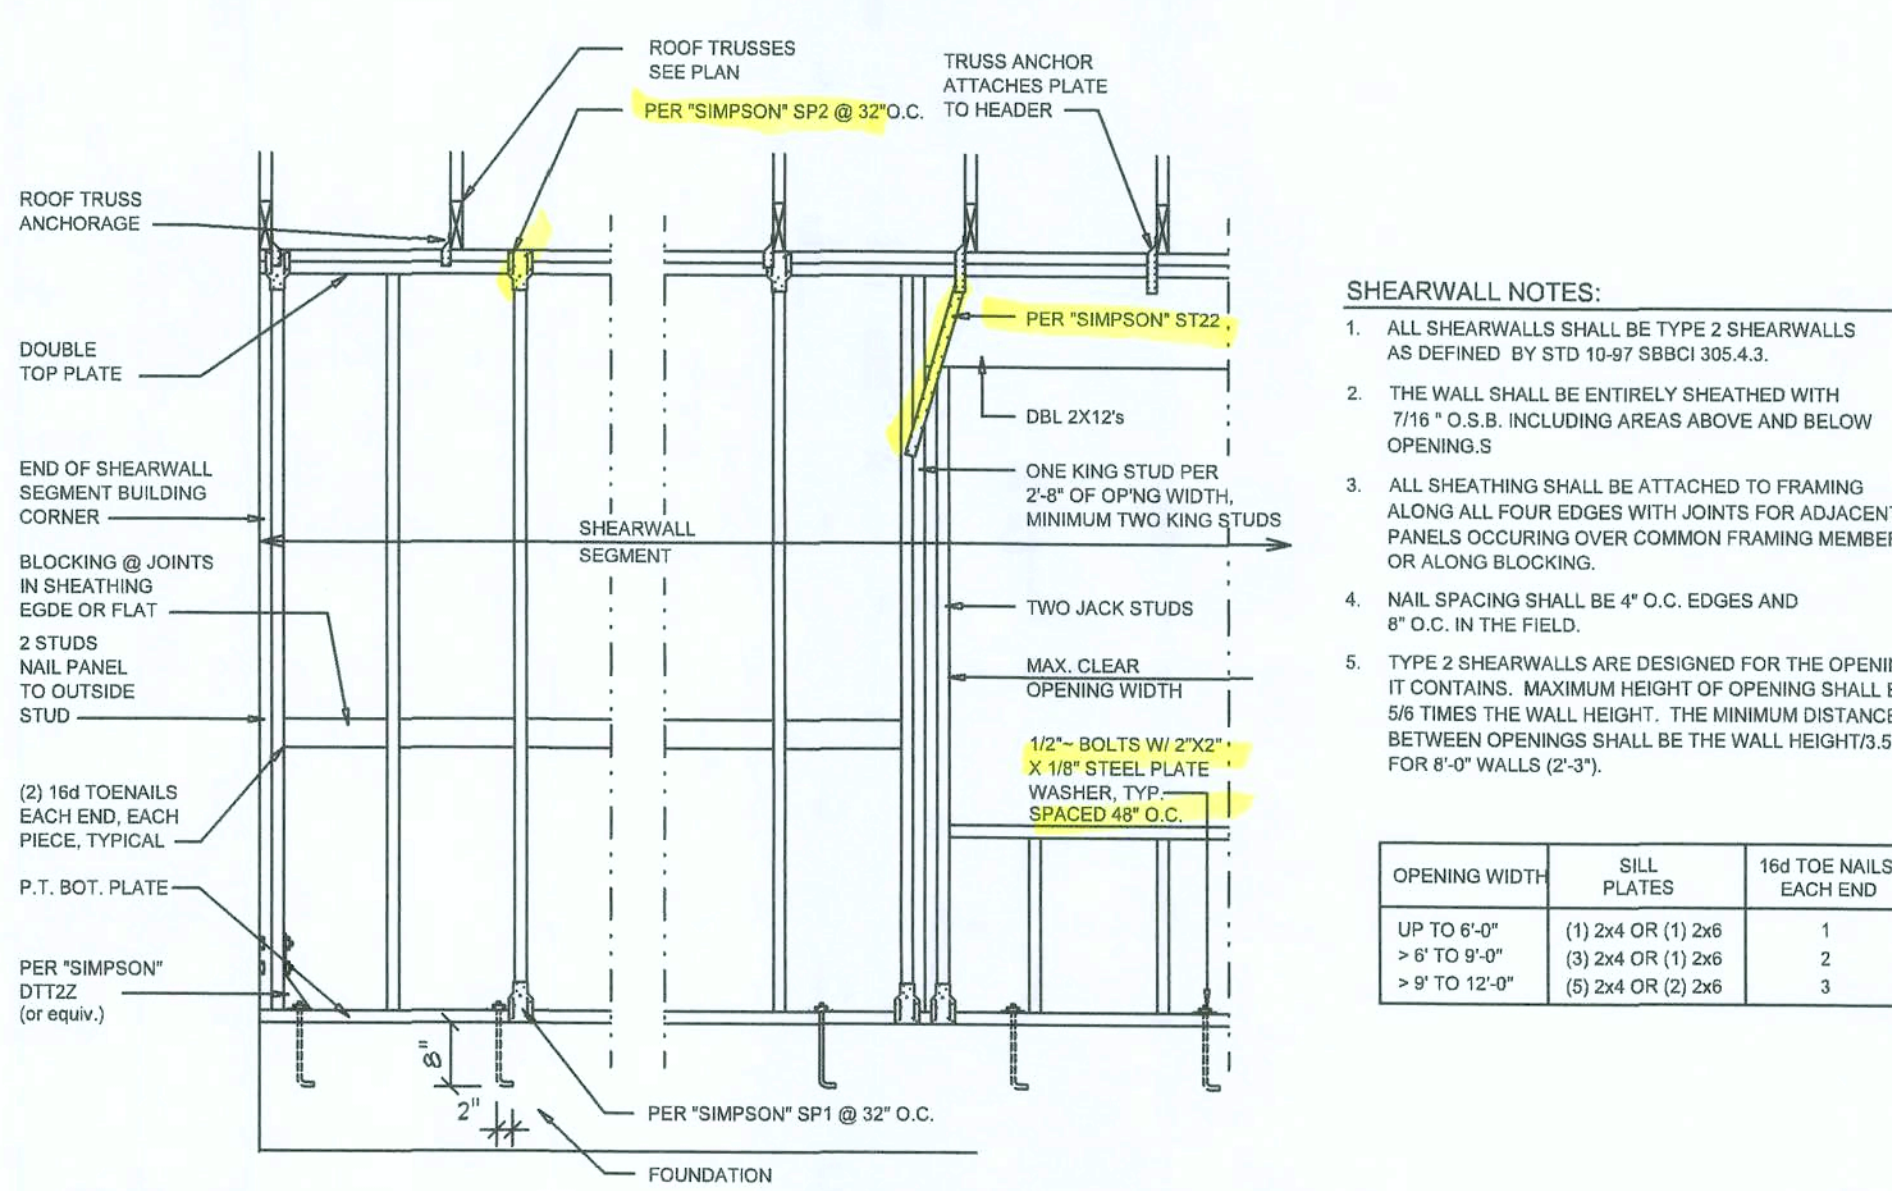 ROOF TRUSSES
SEE PLAN
PER "SIMPSON" SP2 @ 32"O.C.
TRUSS ANCHOR
ATTACHES PLATE
TO HEADER
ROOF TRUSS
ANCHORAGE
DOUBLE
TOP PLATE
END OF SHEARWALL
SEGMENT BUILDING
CORNER
BLOCKING @ JOINTS
IN SHEATHING
EGDE OR FLAT
2 STUDS
NAIL PANEL
TO OUTSIDE
STUD
(2) 16d TOENAILS
EACH END, EACH
PIECE, TYPICAL
P.T. BOT. PLATE
PER "SIMPSON"
DTT2Z
(or equiv.)
SHEARWALL
SEGMENT
PER "SIMPSON" ST22
DBL 2X12's
ONE KING STUD PER
2'-8" OF OP'NG WIDTH,
MINIMUM TWO KING STUDS
TWO JACK STUDS
MAX. CLEAR
OPENING WIDTH
1/2"~ BOLTS W/ 2"X2"
X 1/8" STEEL PLATE
WASHER, TYP.
SPACED 48" O.C.
8"
2"
PER "SIMPSON" SP1 @ 32" O.C.
FOUNDATION
SHEARWALL NOTES:
1. ALL SHEARWALLS SHALL BE TYPE 2 SHEARWALLS
AS DEFINED BY STD 10-97 SBBCI 305.4.3.
2. THE WALL SHALL BE ENTIRELY SHEATHED WITH
7/16 " O.S.B. INCLUDING AREAS ABOVE AND BELOW
OPENING.S
3. ALL SHEATHING SHALL BE ATTACHED TO FRAMING
ALONG ALL FOUR EDGES WITH JOINTS FOR ADJACENT
PANELS OCCURING OVER COMMON FRAMING MEMBER
OR ALONG BLOCKING.
4. NAIL SPACING SHALL BE 4" O.C. EDGES AND
8" O.C. IN THE FIELD.
5. TYPE 2 SHEARWALLS ARE DESIGNED FOR THE OPENI
IT CONTAINS. MAXIMUM HEIGHT OF OPENING SHALL
5/6 TIMES THE WALL HEIGHT. THE MINIMUM DISTANCE
BETWEEN OPENINGS SHALL BE THE WALL HEIGHT/3.5
FOR 8'-0" WALLS (2'-3").
OPENING WIDTH
SILL
PLATES
16d TOE NAILS
EACH END
UP TO 6'-0" (1) 2x4 OR (1) 2x6 1
> 6' TO 9'-0" (3) 2x4 OR (1) 2x6 2
> 9' TO 12'-0" (5) 2x4 OR (2) 2x6 3